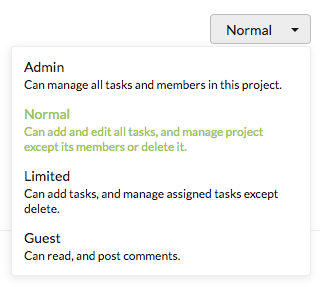 Normal
Admin
Can manage all tasks and members in this project.
Normal
Can add and edit all tasks, and manage project
except its members or delete it.
Limited
Can add tasks, and manage assigned tasks except
delete.
Guest
Can read, and post comments.